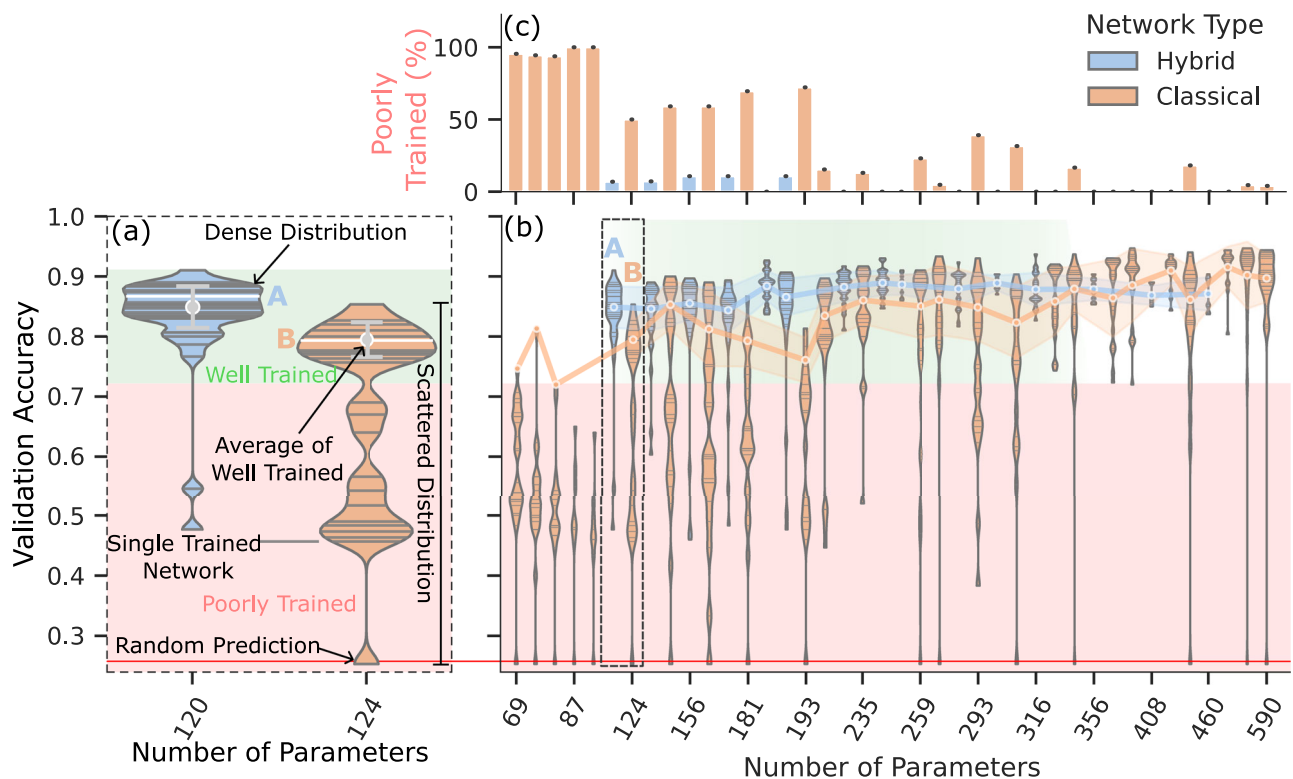 (c)
Network Type
Hybrid
Classical
Poorly
Trained (%)
100
50
0
(a)
Dense Distribution
A
B
Well Trained
Average of
Well Trained
Scattered Distribution
Single Trained
Network
Poorly Trained
Random Prediction
Validation Accuracy
1.0
0.9
0.8
0.7
0.6
0.5
0.4
0.3
120
124
Number of Parameters
(b)
A
B
69
87
124
156
181
193
235
259
293
316
356
408
460
590
Number of Parameters